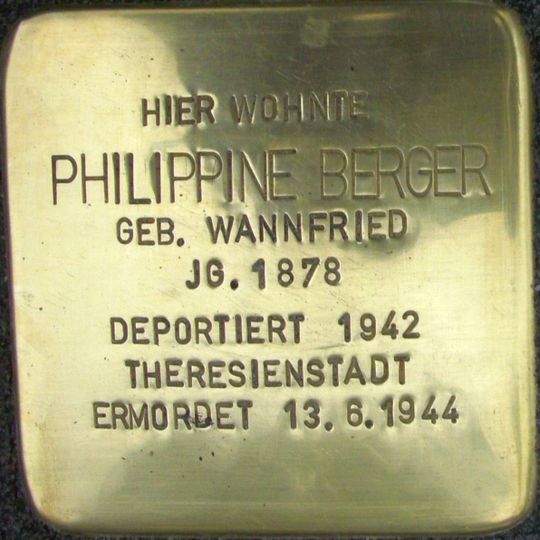 HIER WOHNTE
PHILIPPINE BERGER
GEB. WANNFRIED
JG. 1878
DEPORTIERT 1942
THERESIENSTADT
ERMORDET 13.6.1944